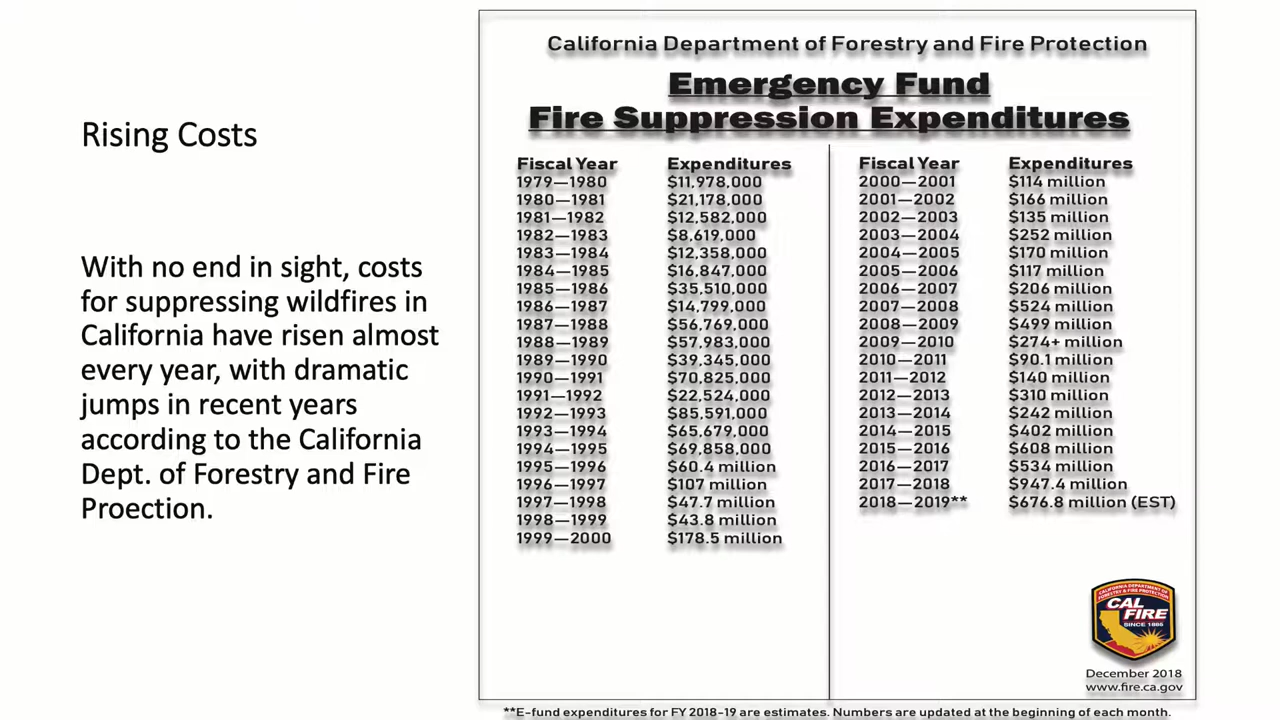 Rising Costs
With no end in sight, costs
for suppressing wildfires in
California have risen almost
every year, with dramatic
jumps in recent years
according to the California
Dept. of Forestry and Fire
Proection.
California Department of Forestry and Fire Protection
Emergency Fund
Fire Suppression Expenditures
Fiscal Year Expenditures
1979—1980 $11,978,000
1980—1981 $21,178,000
1981—1982 $12,582,000
1982—1983 $8,619,000
1983—1984 $12,358,000
1984—1985 $16,847,000
1985—1986 $35,510,000
1986—1987 $14,799,000
1987—1988 $56,769,000
1988—1989 $57,983,000
1989—1990 $39,345,000
1990—1991 $70,825,000
1991—1992 $22,524,000
1992—1993 $85,591,000
1993—1994 $65,679,000
1994—1995 $69,858,000
1995—1996 $60.4 million
1996—1997 $107 million
1997—1998 $47.7 million
1998—1999 $43.8 million
1999—2000 $178.5 million
Fiscal Year Expenditures
2000—2001 $114 million
2001—2002 $166 million
2002—2003 $135 million
2003—2004 $252 million
2004—2005 $170 million
2005—2006 $117 million
2006—2007 $206 million
2007—2008 $524 million
2008—2009 $499 million
2009—2010 $274+ million
2010—2011 $90.1 million
2011—2012 $140 million
2012—2013 $310 million
2013—2014 $242 million
2014—2015 $402 million
2015—2016 $608 million
2016—2017 $534 million
2017—2018 $947.4 million
2018—2019** $676.8 million (EST)
CALIFORNIA DEPARTMENT OF
FORESTRY & FIRE PROTECTION
CAL
FIRE
SINCE 1885
December 2018
www.fire.ca.gov
**E-fund expenditures for FY 2018-19 are estimates. Numbers are updated at the beginning of each month.